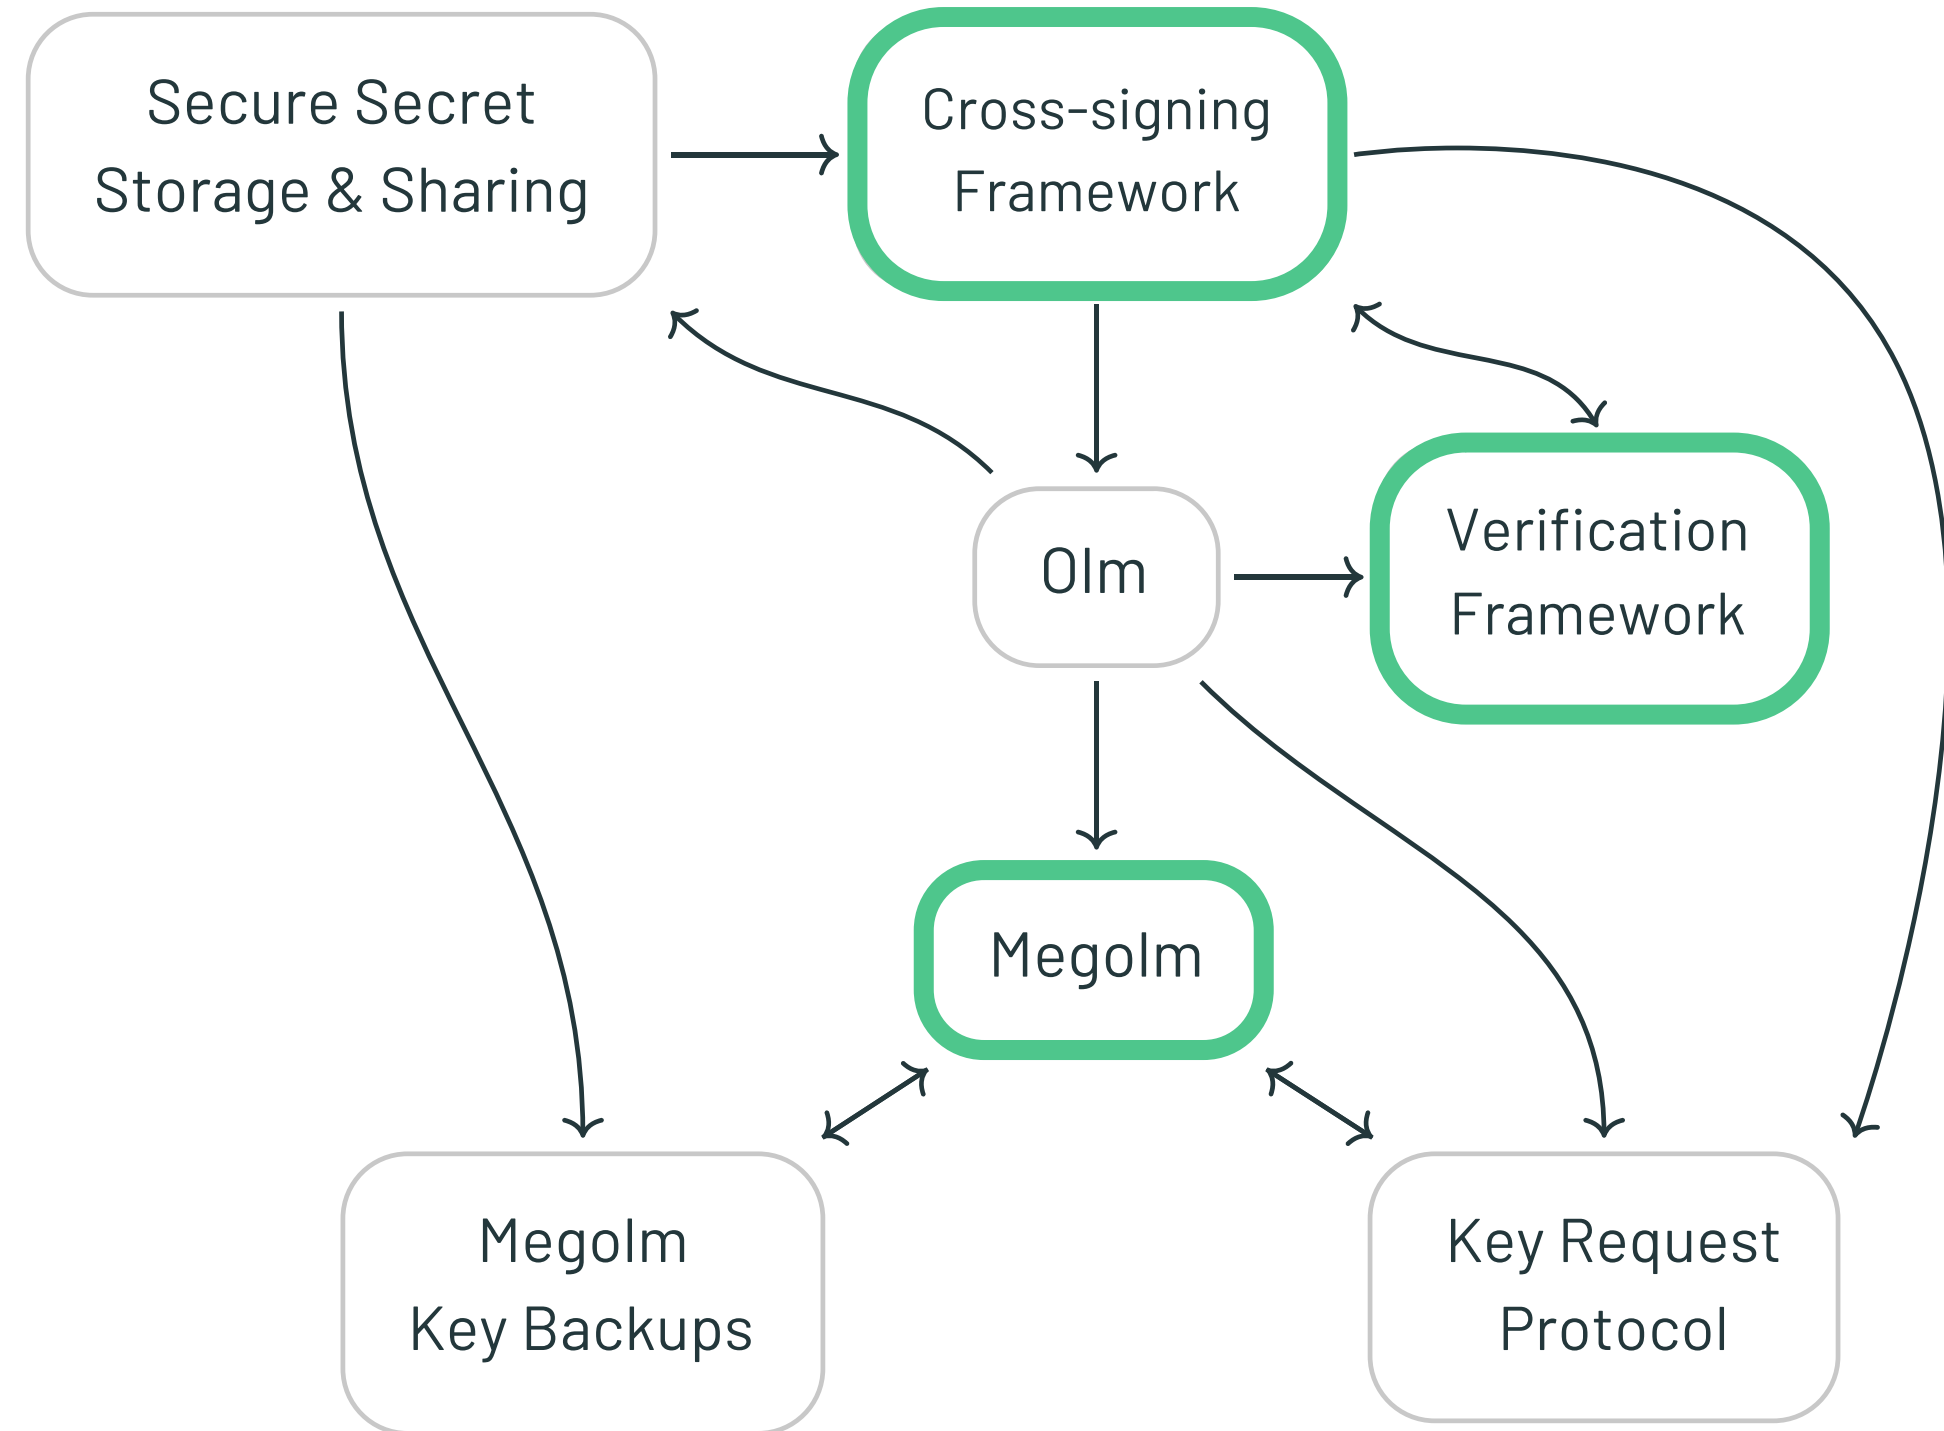 Secure Secret
Storage & Sharing
Cross-signing
Framework
Olm
Verification
Framework
Megolm
Megolm
Key Backups
Key Request
Protocol